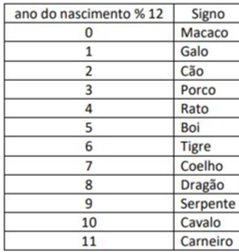 ano do nascimento % 12 Signo
0 Macaco
1 Galo
2 Cão
3 Porco
4 Rato
5 Boi
6 Tigre
7 Coelho
8 Dragão
9 Serpente
10 Cavalo
11 Carneiro